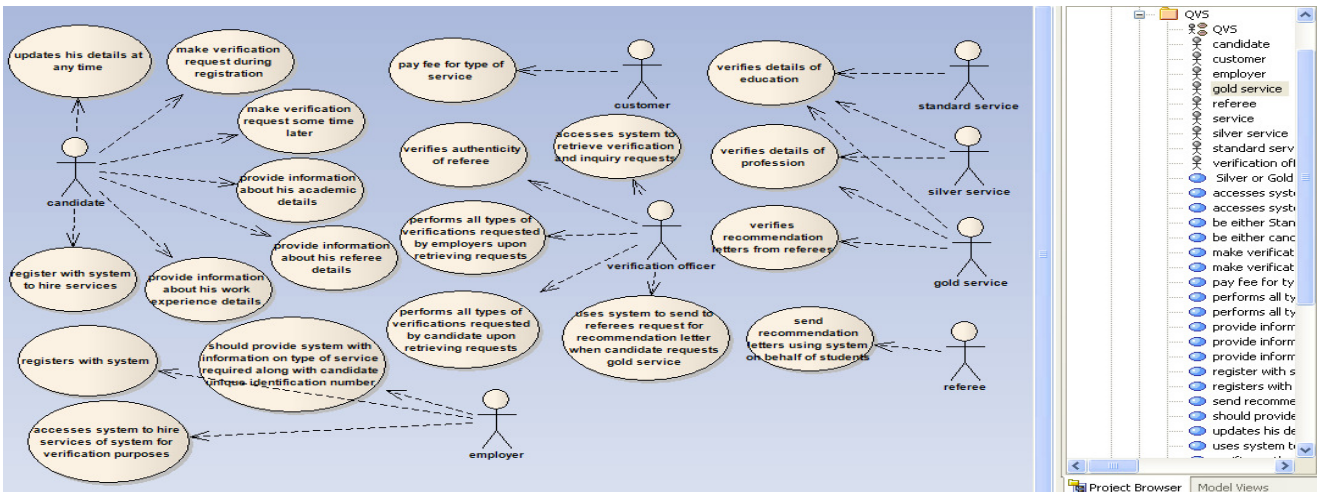 updates his details at
any time
make verification
request during
registration
make verification
request some time
later
provide information
about his academic
details
provide information
about his referee
details
candidate
register with system
to hire services
provide information
about his work
experience details
pay fee for type of
service
customer
verifies authenticity
of referee
accesses system to
retrieve verification
and inquiry requests
performs all types of
verifications requested
by employers upon
retrieving requests
verification officer
performs all types of
verifications requested
by candidate upon
retrieving requests
uses system to send to
referees request for
recommendation letter
when candidate requests
gold service
verifies details of
education
standard service
verifies details of
profession
silver service
verifies
recommendation
letters from referees
gold service
send
recommendation
letters using system
on behalf of students
referee
registers with system
should provide system with
information on type of service
required along with candidate
unique identification number
accesses system to hire
services of system for
verification purposes
employer
QVS
QVS
candidate
customer
employer
gold service
referee
service
silver service
standard serv
verification off
Silver or Gold
accesses syste
accesses syste
be either Stan
be either canc
make verificat
make verificat
pay fee for ty
performs all ty
performs all ty
provide inform
provide inform
provide inform
register with s
registers with
send recomme
should provide
updates his de
uses system to
Project Browser
Model Views